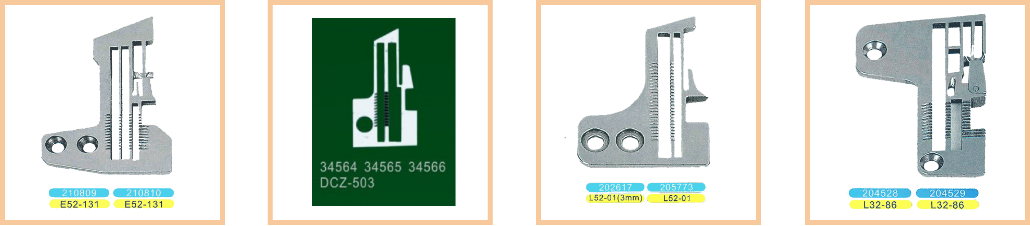 210809 210810
E52-131 E52-131
34564 34565 34566
DCZ-503
202617 205773
L52-01(3mm) L52-01
204528 204529
L32-86 L32-86